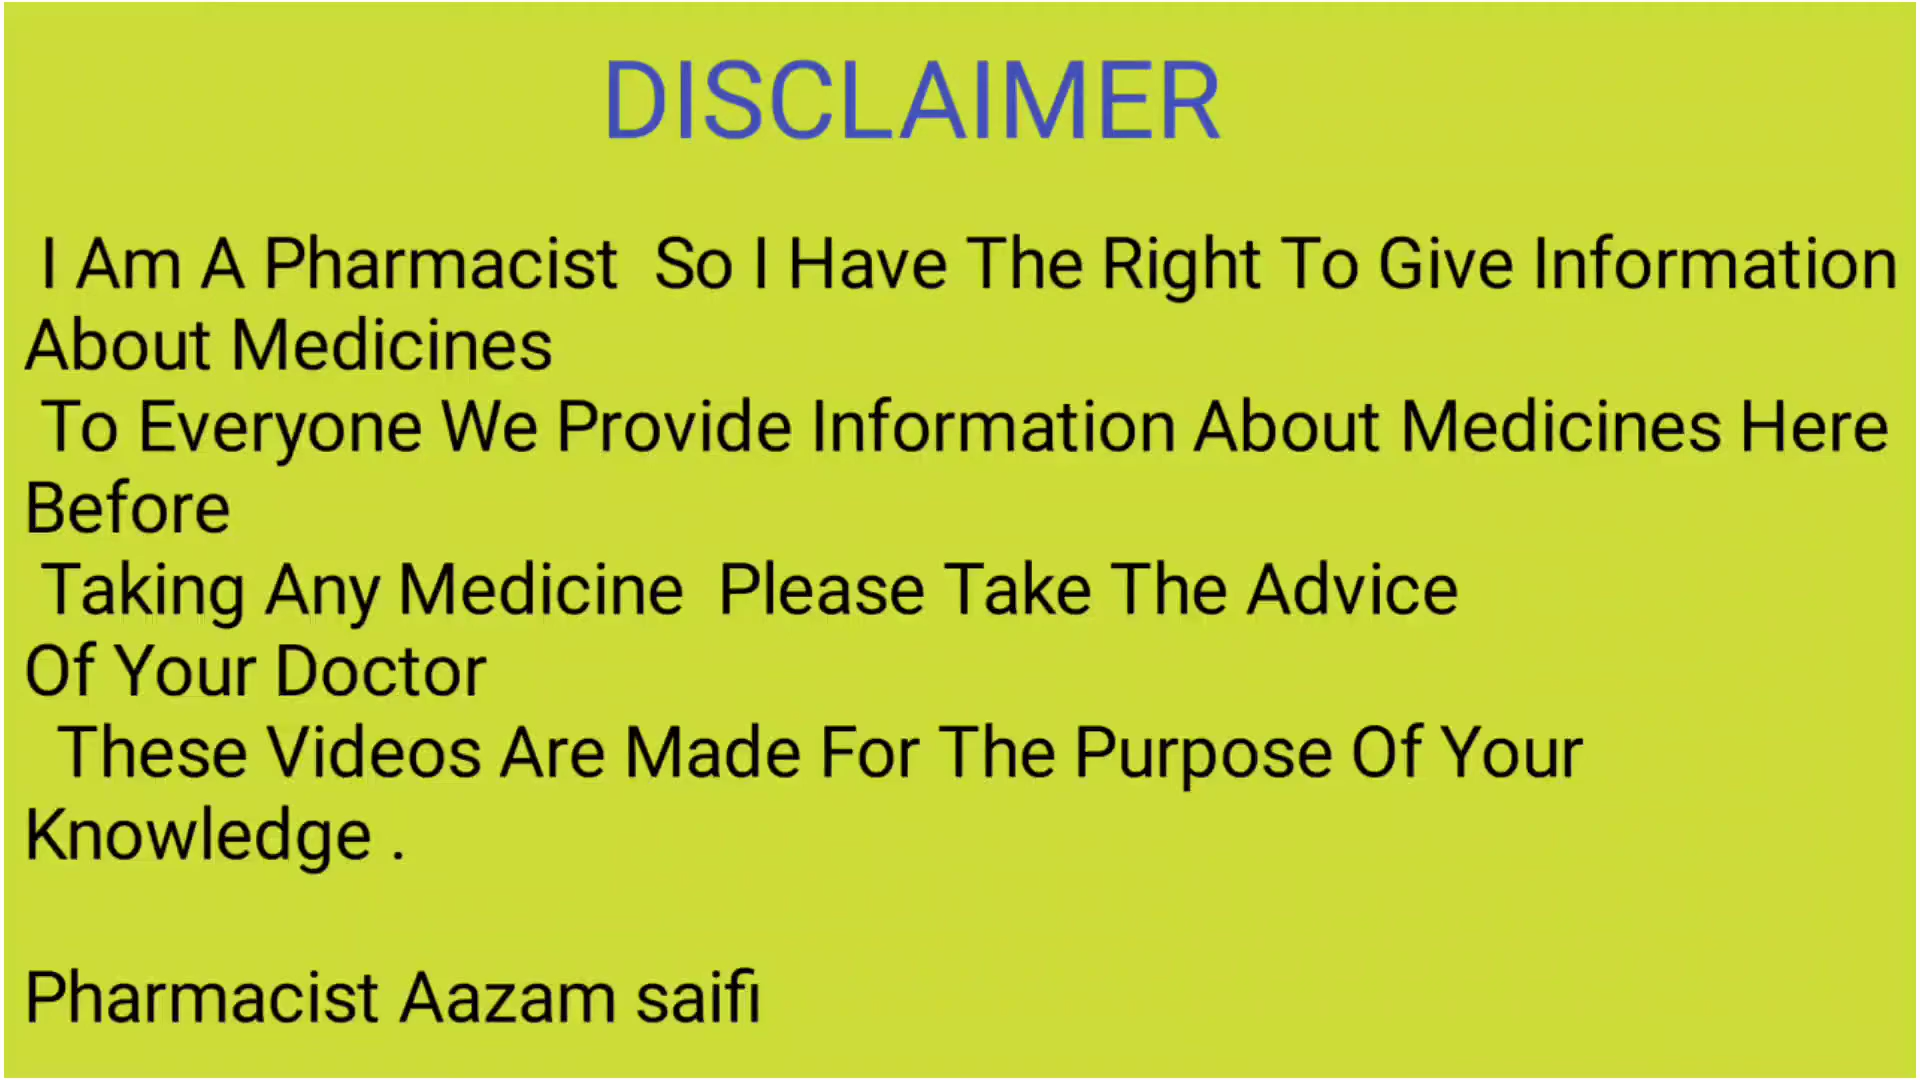 DISCLAIMER
I Am A Pharmacist  So I Have The Right To Give Information
About Medicines
To Everyone We Provide Information About Medicines Here
Before
Taking Any Medicine  Please Take The Advice
Of Your Doctor
These Videos Are Made For The Purpose Of Your
Knowledge .
Pharmacist Aazam saifi